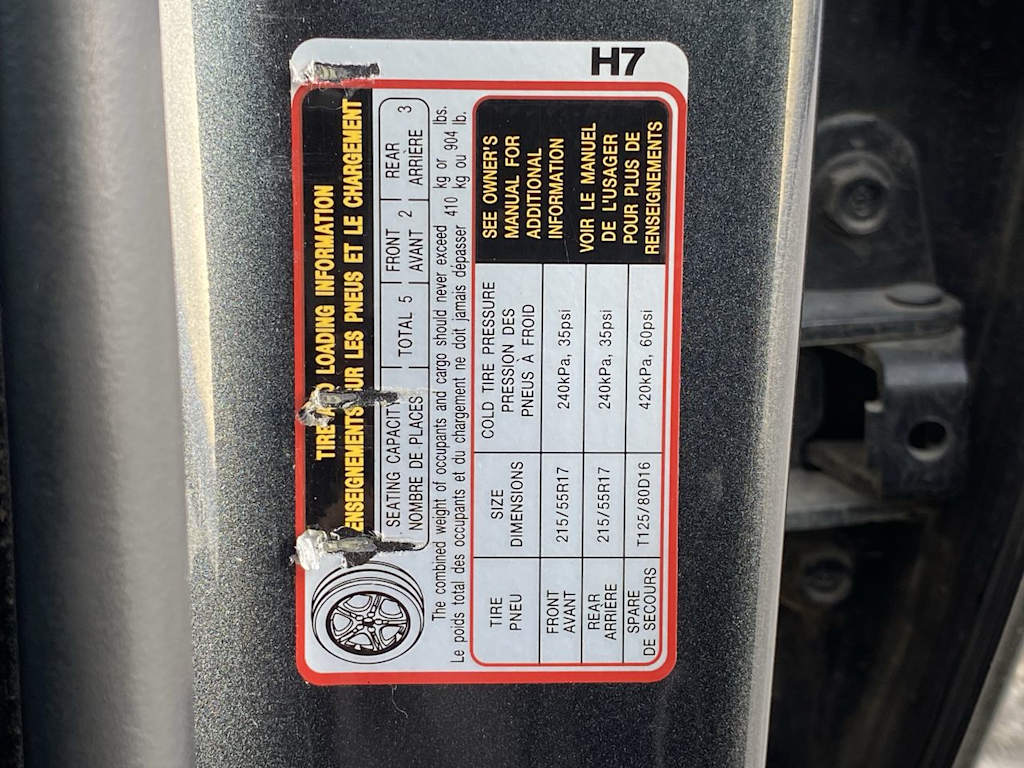 H7
TIRE AND LOADING INFORMATION
RENSEIGNEMENTS SUR LES PNEUS ET LE CHARGEMENT
SEATING CAPACITY TOTAL 5 FRONT 2 REAR 3
NOMBRE DE PLACES AVANT ARRIÈRE
The combined weight of occupants and cargo should never exceed 410 kg or 904 lbs.
Le poids total des occupants et du chargement ne doit jamais dépasser 410 kg ou 904 lb.
TIRE SIZE COLD TIRE PRESSURE
PNEU DIMENSIONS PRESSION DES
PNEUS À FROID
FRONT 215/55R17 240kPa, 35psi
AVANT
REAR 215/55R17 240kPa, 35psi
ARRIÈRE
SPARE T125/80D16 420kPa, 60psi
DE SECOURS
SEE OWNER'S
MANUAL FOR
ADDITIONAL
INFORMATION
VOIR LE MANUEL
DE L'USAGER
POUR PLUS DE
RENSEIGNEMENTS